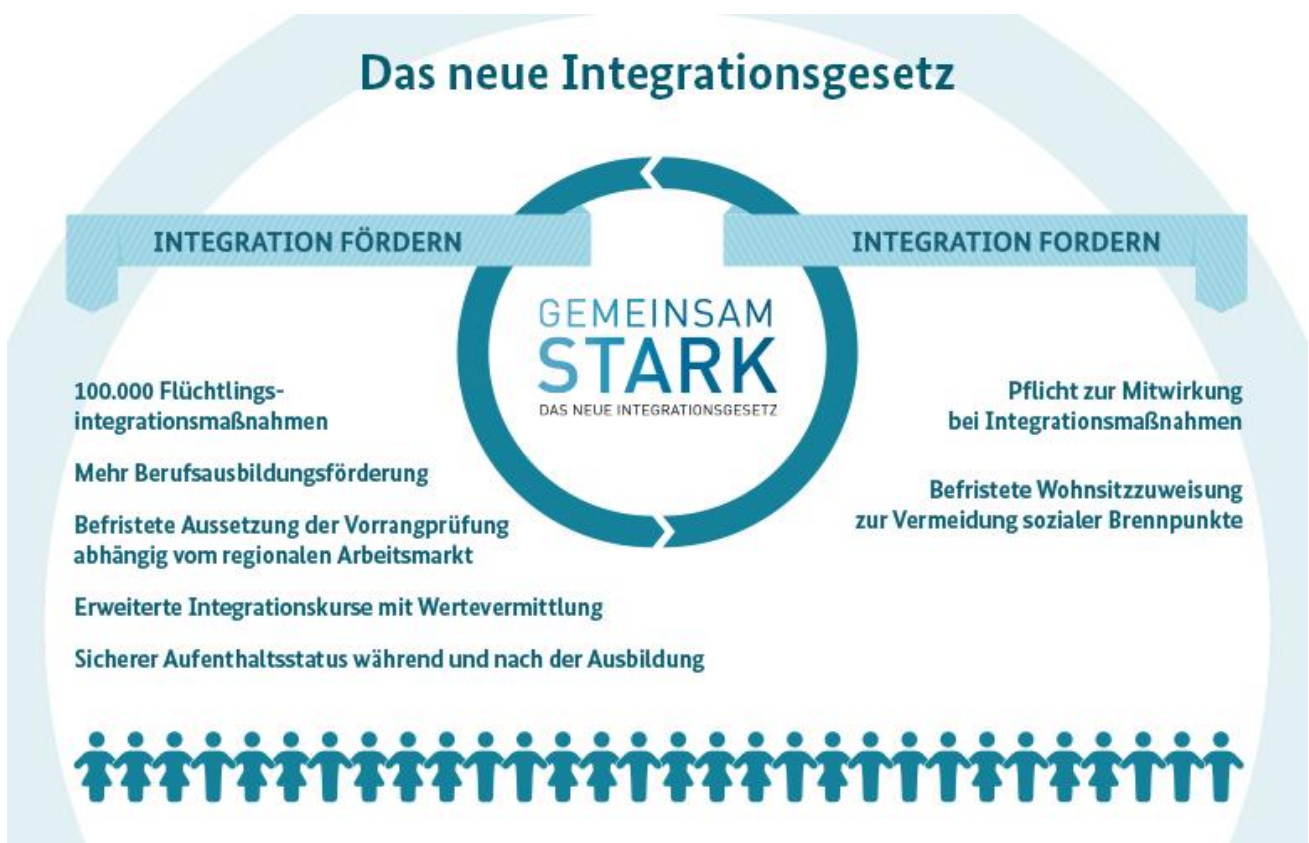 Das neue Integrationsgesetz
INTEGRATION FÖRDERN
INTEGRATION FORDERN
GEMEINSAM
STARK
DAS NEUE INTEGRATIONSGESETZ
100.000 Flüchtlings-
integrationsmaßnahmen
Mehr Berufsausbildungsförderung
Befristete Aussetzung der Vorrangprüfung
abhängig vom regionalen Arbeitsmarkt
Erweiterte Integrationskurse mit Wertevermittlung
Sicherer Aufenthaltsstatus während und nach der Ausbildung
Pflicht zur Mitwirkung
bei Integrationsmaßnahmen
Befristete Wohnsitzzuweisung
zur Vermeidung sozialer Brennpunkte